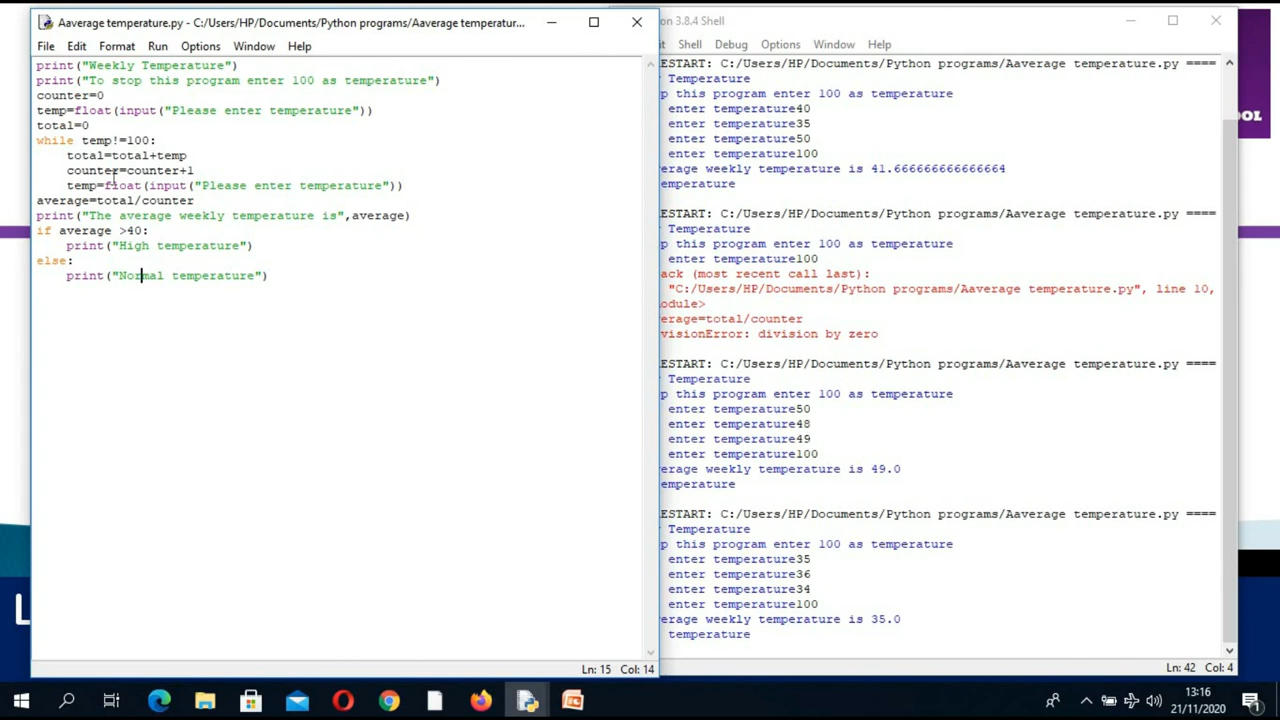 Aaverage temperature.py - C:/Users/HP/Documents/Python programs/Aaverage temperatur...
File Edit Format Run Options Window Help
print("Weekly Temperature")
print("To stop this program enter 100 as temperature")
counter=0
temp=float(input("Please enter temperature"))
total=0
while temp!=100:
    total=total+temp
    counter=counter+1
    temp=float(input("Please enter temperature"))
average=total/counter
print("The average weekly temperature is",average)
if average >40:
    print("High temperature")
else:
    print("Normal temperature")
Ln: 15 Col: 14
3.8.4 Shell
Shell Debug Options Window Help
ESTART: C:/Users/HP/Documents/Python programs/Aaverage temperature.py ====
Temperature
p this program enter 100 as temperature
enter temperature40
enter temperature35
enter temperature50
enter temperature100
erage weekly temperature is 41.666666666666664
emperature
ESTART: C:/Users/HP/Documents/Python programs/Aaverage temperature.py ====
Temperature
p this program enter 100 as temperature
enter temperature100
ack (most recent call last):
"C:/Users/HP/Documents/Python programs/Aaverage temperature.py", line 10,
odule>
erage=total/counter
visionError: division by zero
ESTART: C:/Users/HP/Documents/Python programs/Aaverage temperature.py ====
Temperature
p this program enter 100 as temperature
enter temperature50
enter temperature48
enter temperature49
enter temperature100
erage weekly temperature is 49.0
emperature
ESTART: C:/Users/HP/Documents/Python programs/Aaverage temperature.py ====
Temperature
p this program enter 100 as temperature
enter temperature35
enter temperature36
enter temperature34
enter temperature100
erage weekly temperature is 35.0
temperature
Ln: 42 Col: 4
OOL
L
13:16
21/11/2020
1